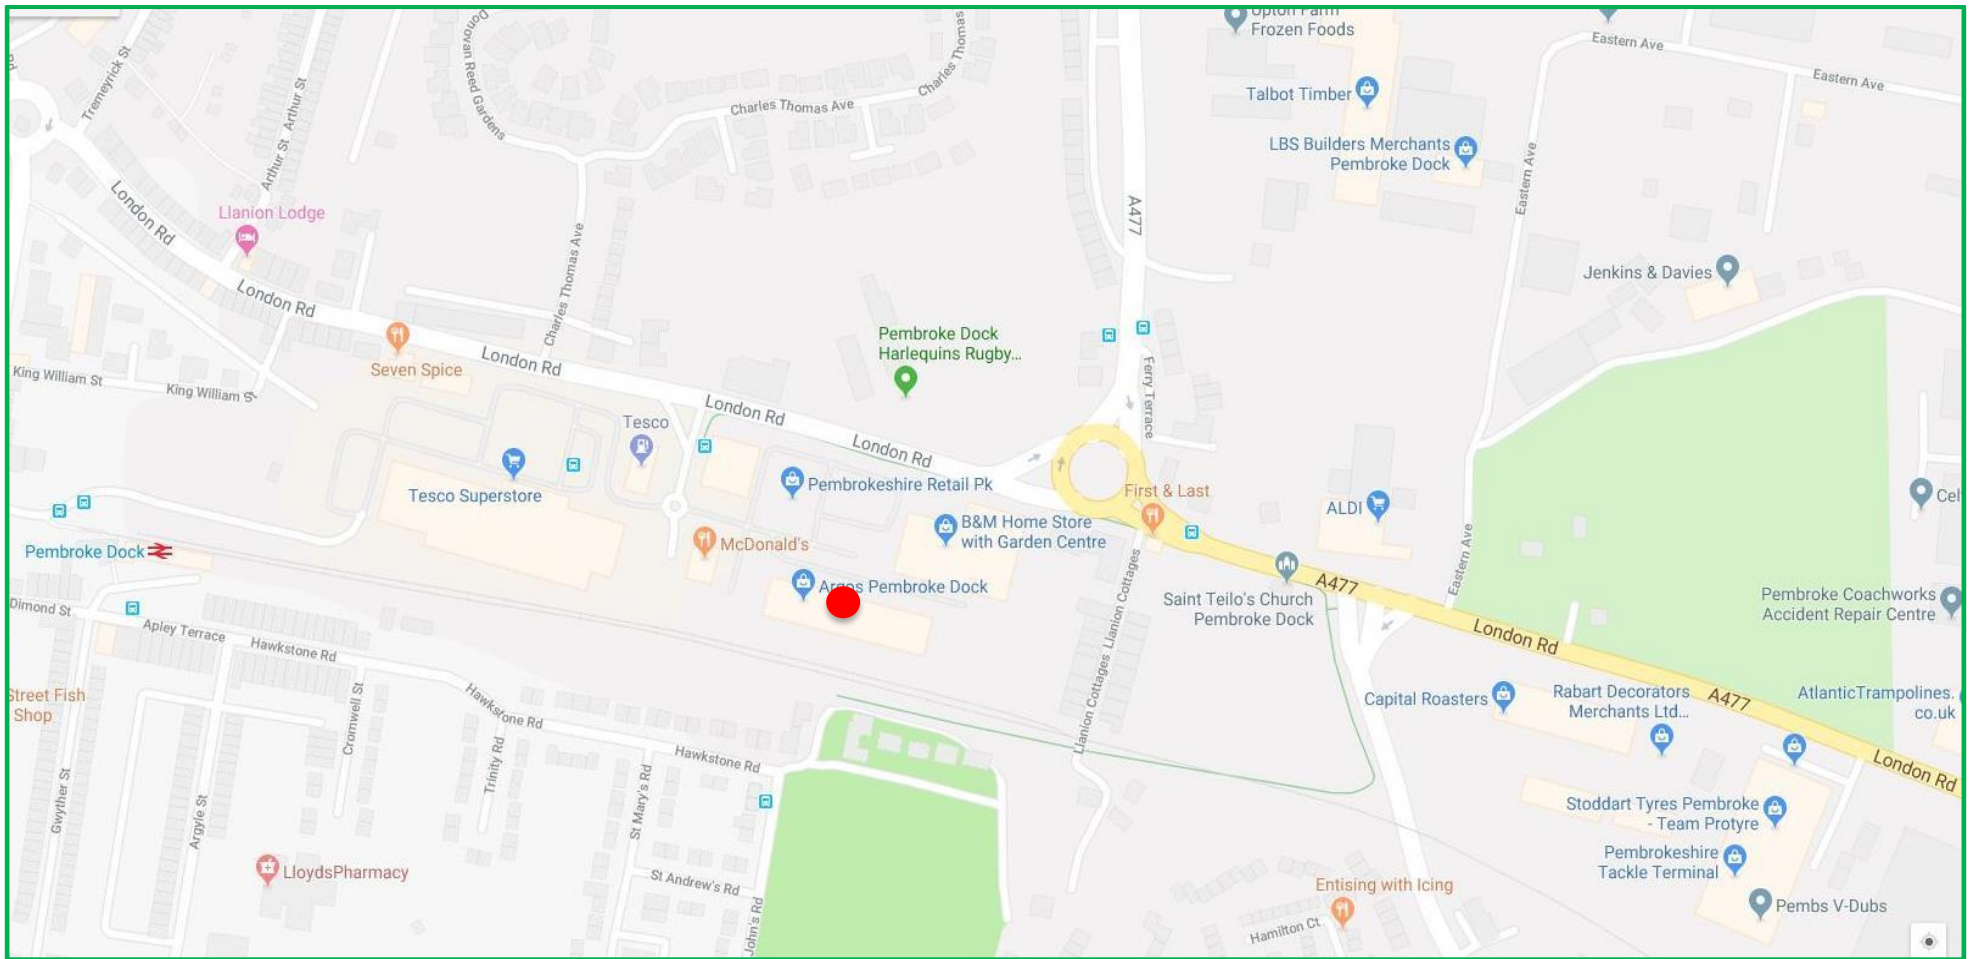 Upton Farm
Frozen Foods
Eastern Ave
Eastern Ave
Tremeyrick St
Arthur St
Arthur St
Donovan Reed Gardens
Charles Thomas Ave
Charles Thomas
Talbot Timber
LBS Builders Merchants
Pembroke Dock
A477
Eastern Ave
London Rd
Llanion Lodge
London Rd
Charles Thomas Ave
Jenkins & Davies
Pembroke Dock
Harlequins Rugby...
Seven Spice
London Rd
King William St
King William St
London Rd
Ferry Terrace
Tesco
London Rd
Tesco Superstore
Pembrokeshire Retail Pk
First & Last
ALDI
Cel
B&M Home Store
with Garden Centre
McDonald's
Pembroke Dock
Argos Pembroke Dock
Eastern Ave
Llanion Cottages
Llanion Cottages
Saint Teilo's Church
Pembroke Dock
A477
London Rd
Pembroke Coachworks
Accident Repair Centre
Dimond St
Apley Terrace
Hawkstone Rd
Hawkstone Rd
Hawkstone Rd
Street Fish
Shop
Cromwell St
Trinity Rd
St Mary's Rd
Gwyther St
Argyle St
Capital Roasters
Rabart Decorators
Merchants Ltd...
A477
AtlanticTrampolines.
co.uk
London Rd
Stoddart Tyres Pembroke
- Team Protyre
Pembrokeshire
Tackle Terminal
LloydsPharmacy
St Andrew's Rd
John's Rd
Entising with Icing
Hamilton Ct
Pembs V-Dubs